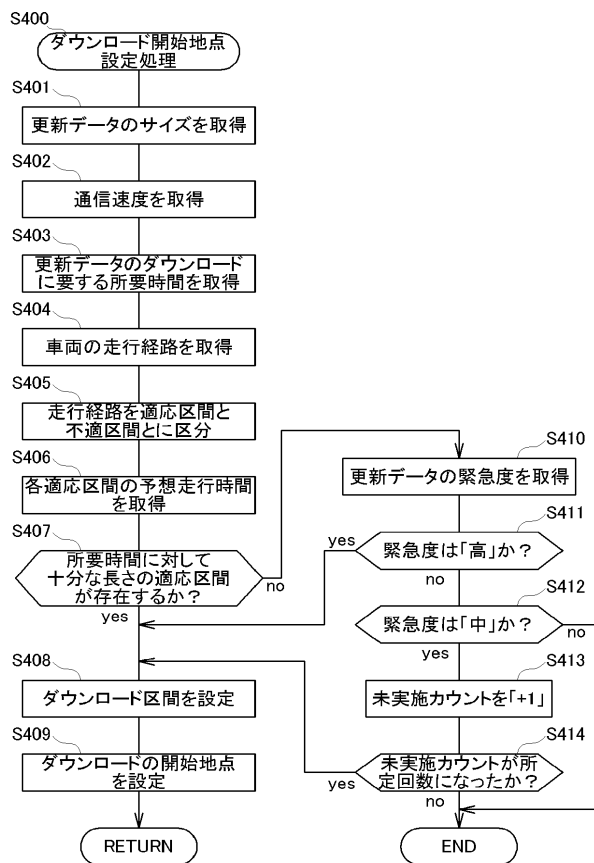 S400
ダウンロード開始地点
設定処理
S401
更新データのサイズを取得
S402
通信速度を取得
S403
更新データのダウンロード
に要する所要時間を取得
S404
車両の走行経路を取得
S405
走行経路を適応区間と
不適区間とに区分
S406
各適応区間の予想走行時間
を取得
S407
所要時間に対して
十分な長さの適応区間
が存在するか?
no
yes
S408
ダウンロード区間を設定
S409
ダウンロードの開始地点
を設定
RETURN
S410
更新データの緊急度を取得
S411
緊急度は「高」か?
yes
no
S412
緊急度は「中」か?
no
yes
S413
未実施カウントを「+1」
S414
未実施カウントが所
定回数になったか?
yes
no
END